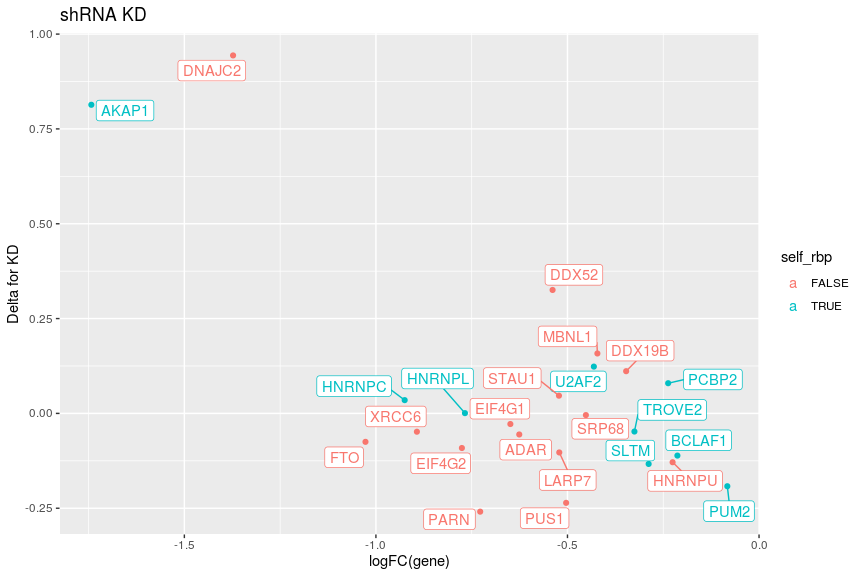 shRNA KD
1.00
DNAJC2
AKAP1
0.75
0.50
DDX52
self_rbp
a FALSE
a TRUE
Delta for KD
0.25
MBNL1
DDX19B
HNRNPC
HNRNPL
STAU1
U2AF2
PCBP2
0.00
XRCC6
EIF4G1
TROVE2
SRP68
FTO
EIF4G2
ADAR
SLTM
BCLAF1
LARP7
HNRNPU
-0.25
PARN
PUS1
PUM2
-1.5
-1.0
-0.5
0.0
logFC(gene)